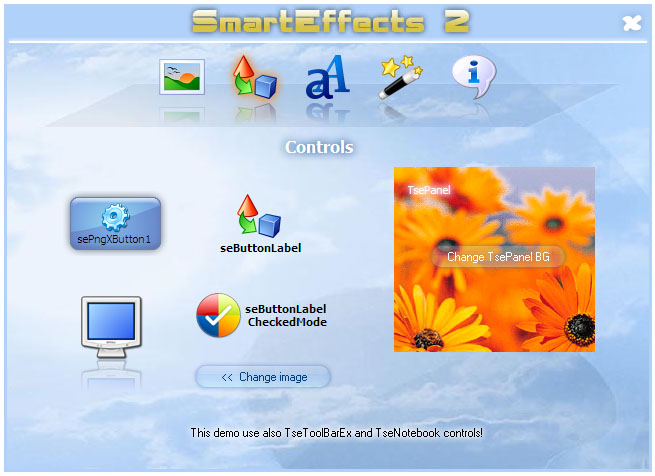 SmartEffects 2
Controls
TsePanel
sePngXButton1
seButtonLabel
Change TsePanel BG
seButtonLabel
CheckedMode
<< Change image
This demo use also TseToolBarEx and TseNotebook controls!